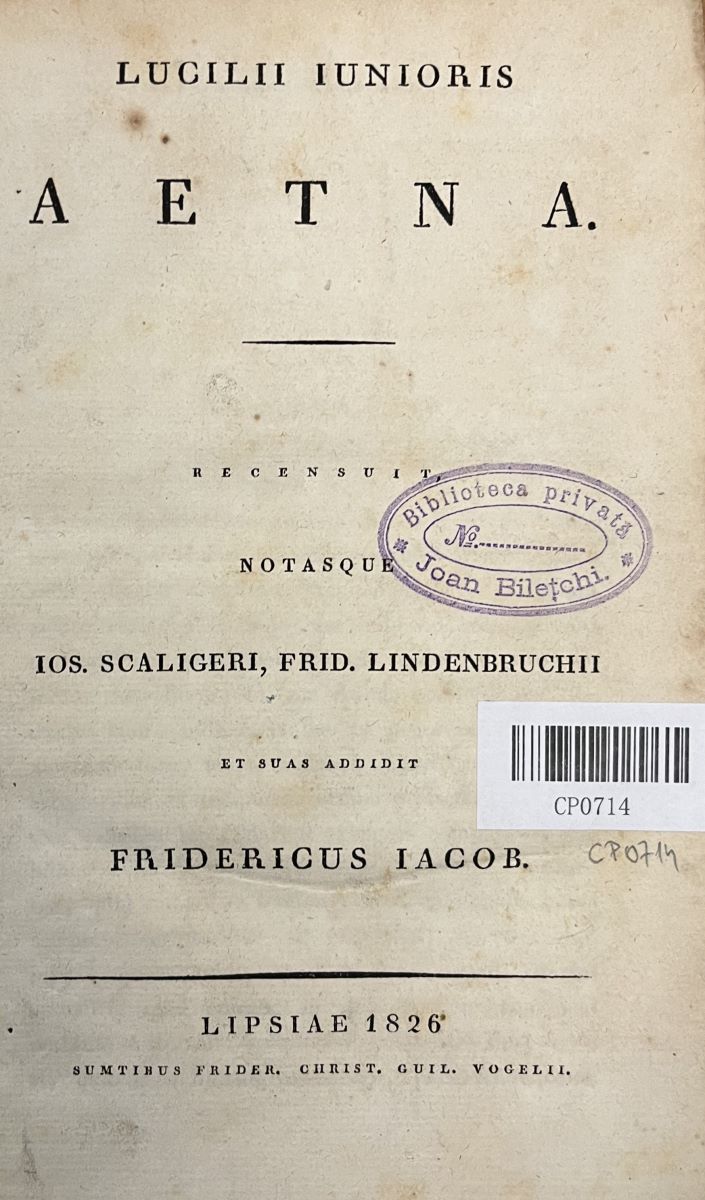 LUCILII IUNIORIS
AETNA.
RECENSUIT,
NOTASQUE
Biblioteca privată
No.
Joan Bilețchi.
IOS. SCALIGERI, FRID. LINDENBRUCHII
ET SUAS ADDIDIT
CP0714
FRIDERICUS IACOB.
CP0714
LIPSIAE 1826
SUMTIBUS FRIDER. CHRIST. GUIL. VOGELII.